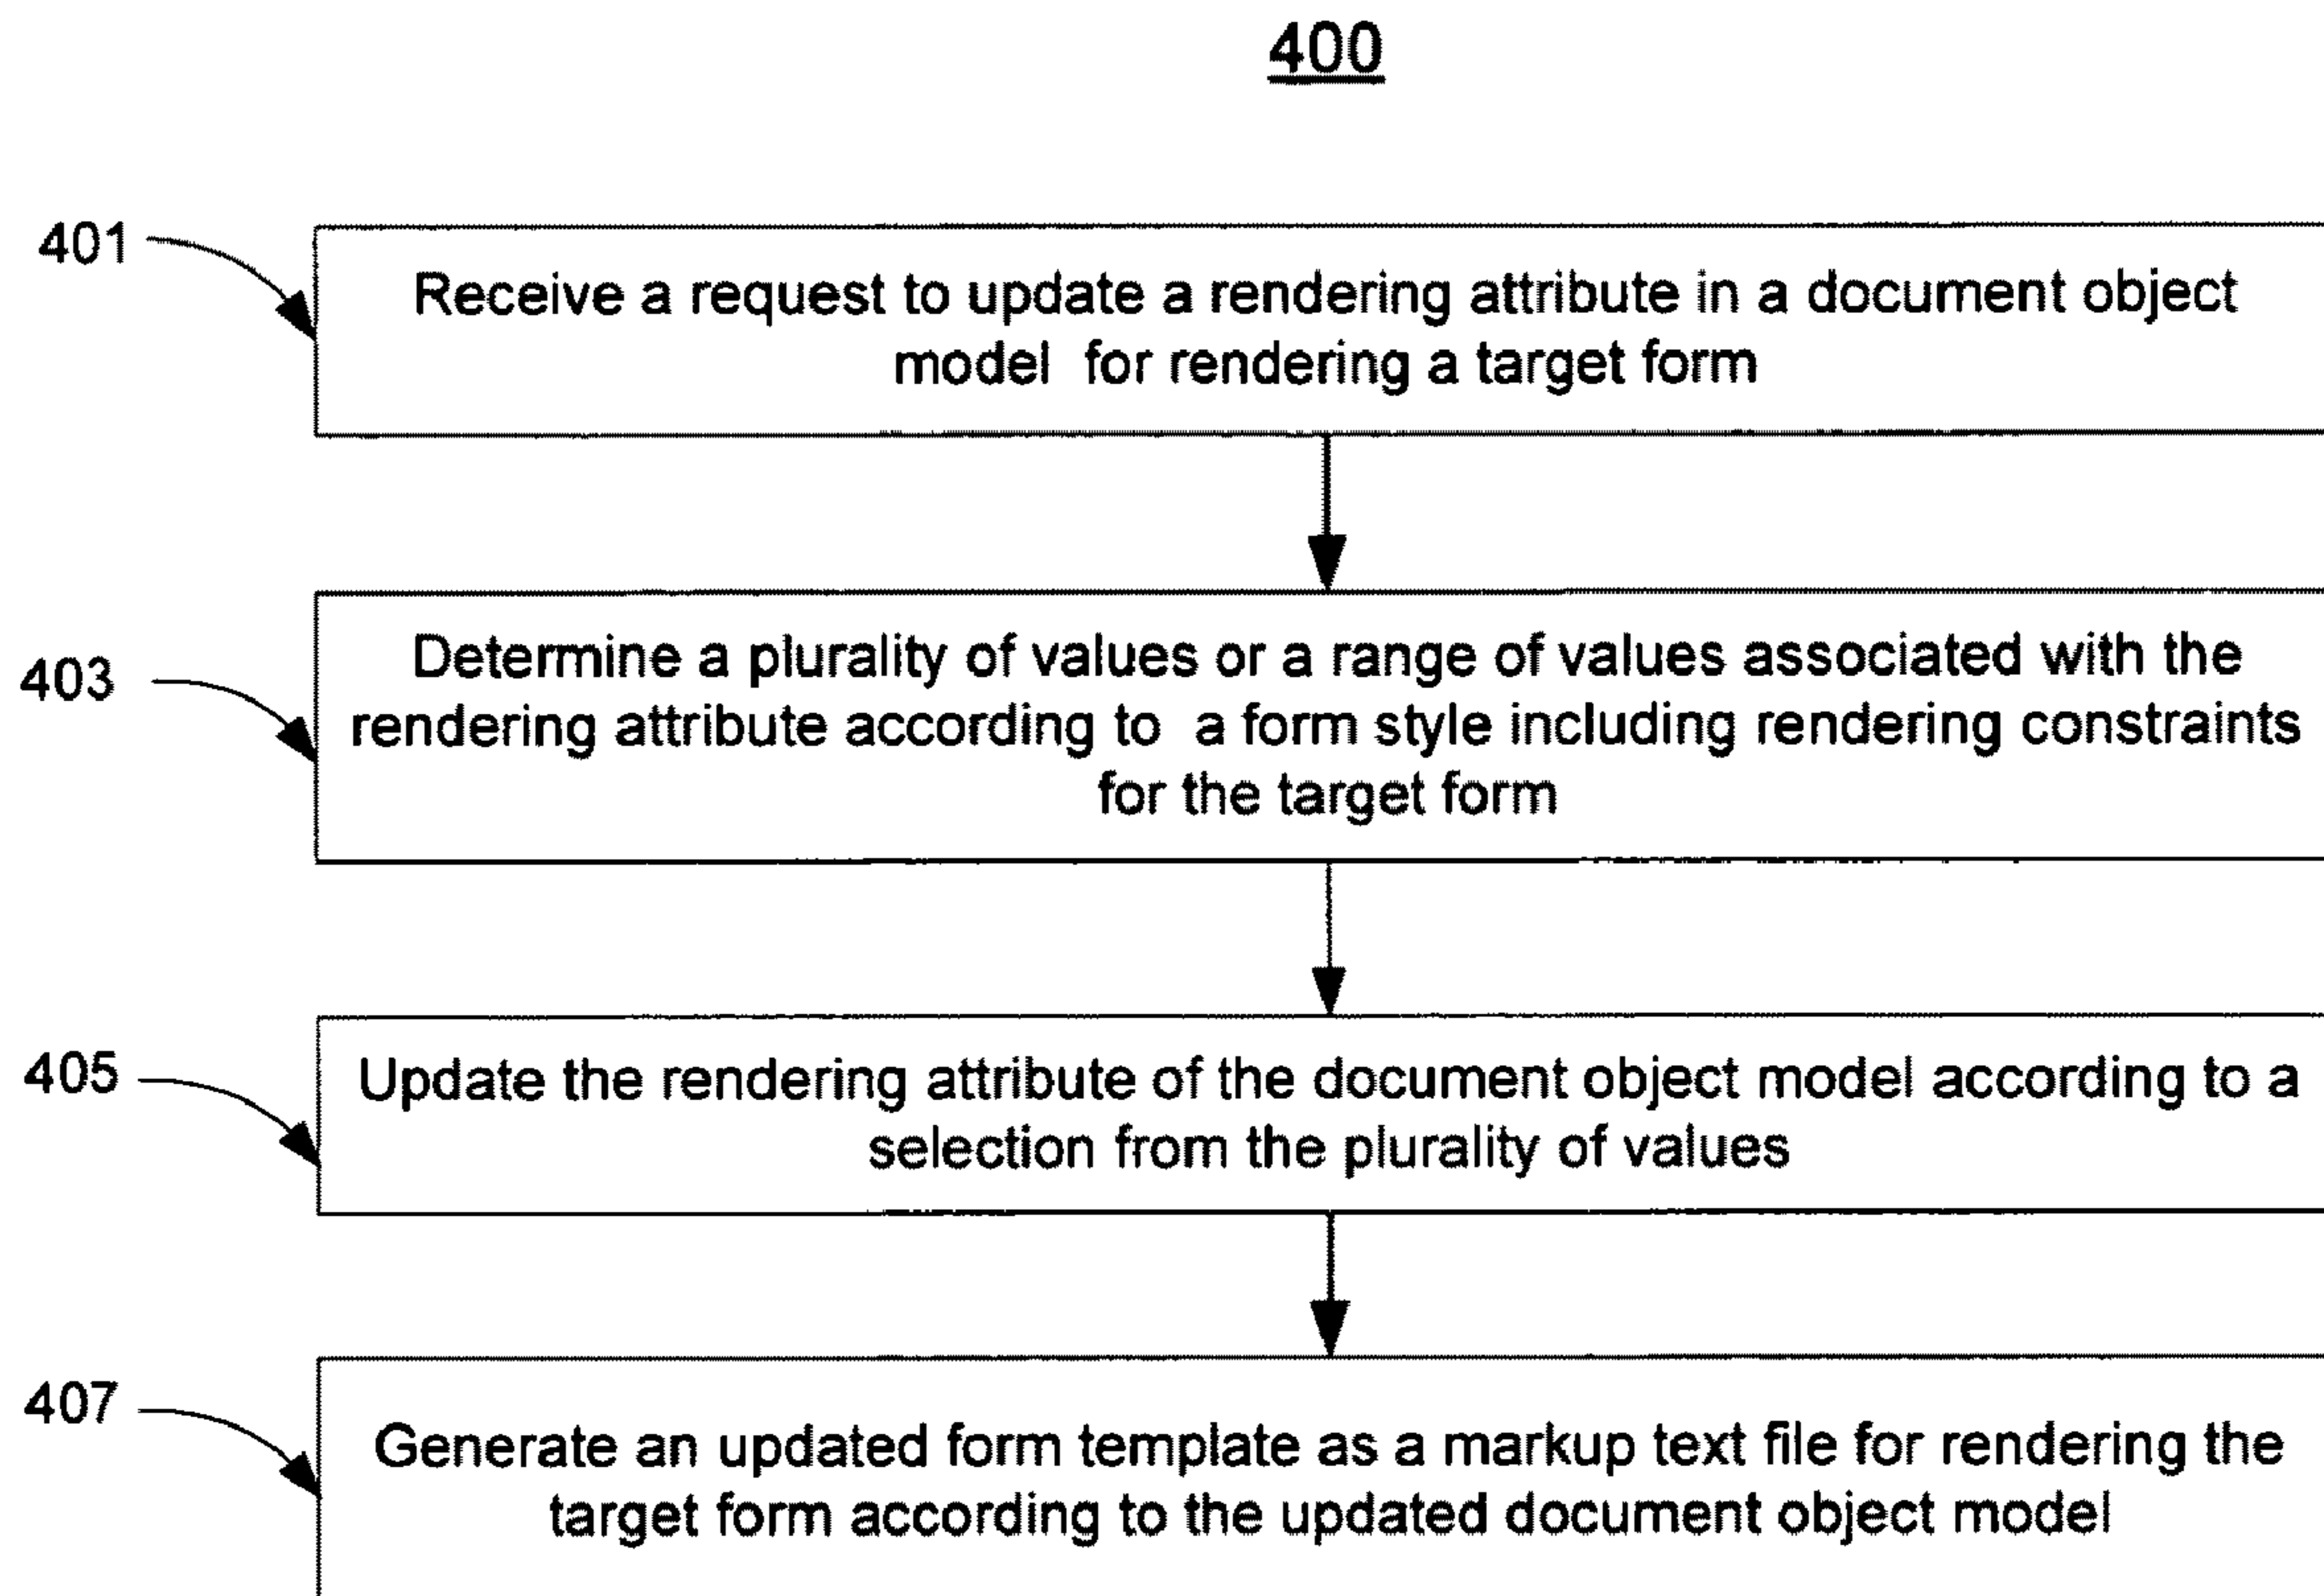 400
401
Receive a request to update a rendering attribute in a document object
model for rendering a target form
403
Determine a plurality of values or a range of values associated with the
rendering attribute according to a form style including rendering constraints
for the target form
405
Update the rendering attribute of the document object model according to a
selection from the plurality of values
407
Generate an updated form template as a markup text file for rendering the
target form according to the updated document object model